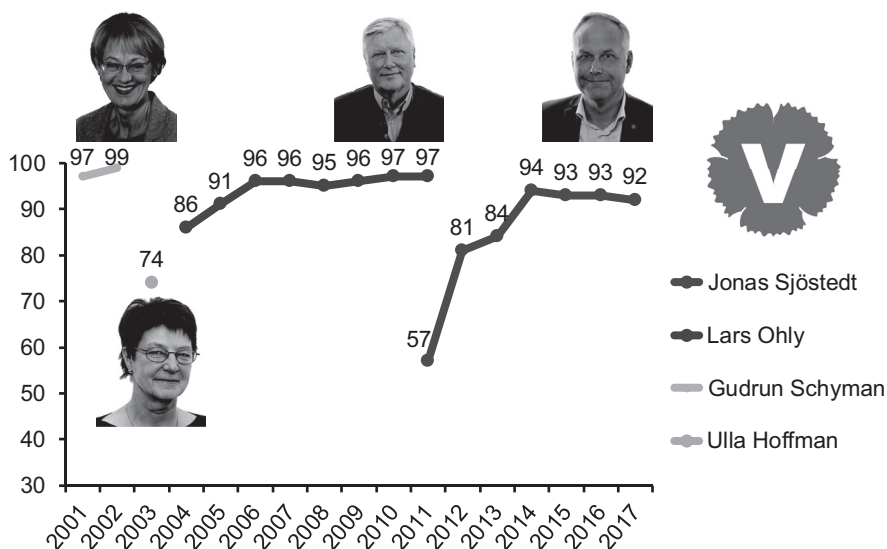 97 99
96 96 95 96 97 97
94 93 93 92
91
86
84
81
74
57
100
90
80
70
60
50
40
30
2001 2002 2003 2004 2005 2006 2007 2008 2009 2010 2011 2012 2013 2014 2015 2016 2017
V
Jonas Sjöstedt
Lars Ohly
Gudrun Schyman
Ulla Hoffman